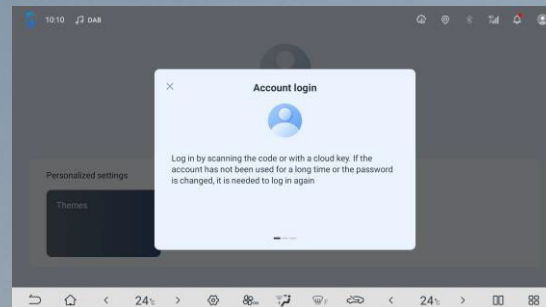 10:10 DAB
Account login
Log in by scanning the code or with a cloud key. If the
account has not been used for a long time or the password
is changed, it is needed to log in again
Personalized settings
Themes
24°c
24°c